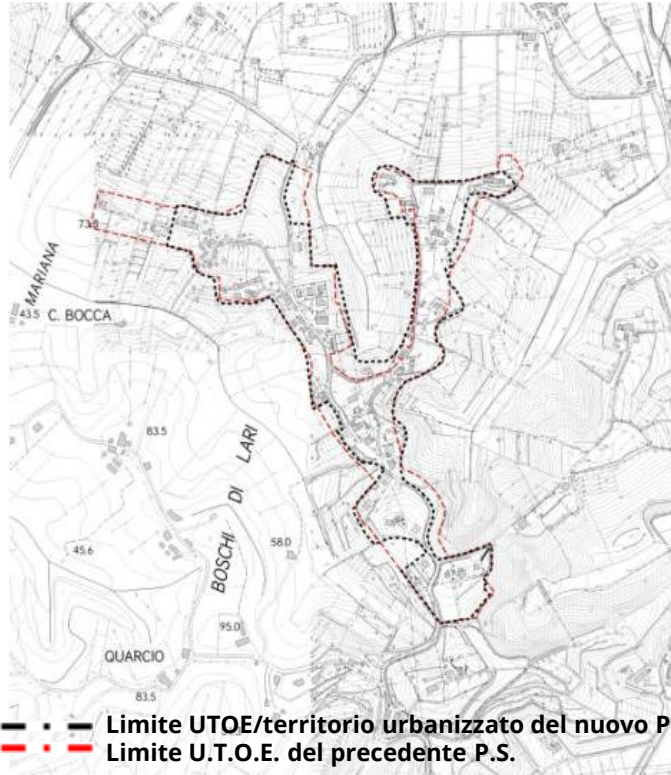 73.
MARIANA
43.5 C. BOCCA
83.5
BOSCHI DI LARI
45.6
58.0
95.0
QUARCIO
83.5
Limite UTOE/territorio urbanizzato del nuovo P
Limite U.T.O.E. del precedente P.S.